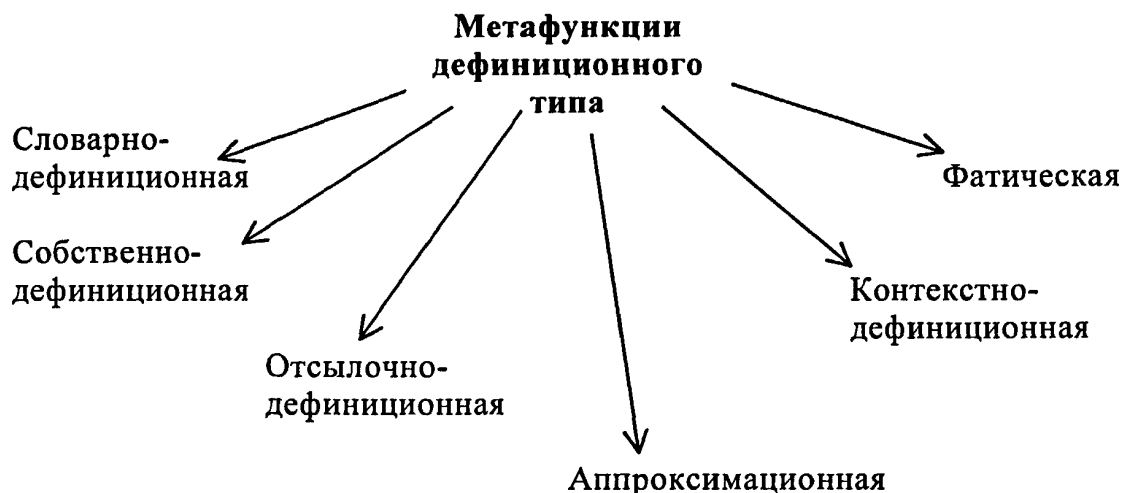 Метафункции
дефиниционного
типа
Словарно-
дефиниционная
Фатическая
Собственно-
дефиниционная
Контекстно-
дефиниционная
Отсылочно-
дефиниционная
Аппроксимационная